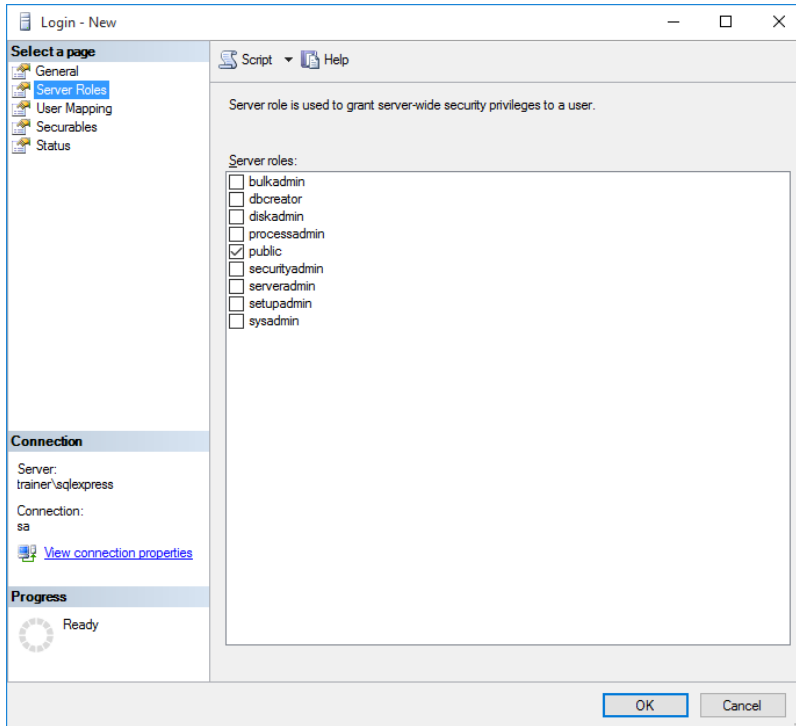 Login - New
Select a page
General
Server Roles
User Mapping
Securables
Status
Script Help
Server role is used to grant server-wide security privileges to a user.
Server roles:
bulkadmin
dbcreator
diskadmin
processadmin
public
securityadmin
serveradmin
setupadmin
sysadmin
Connection
Server:
trainer\sqlexpress
Connection:
sa
View connection properties
Progress
Ready
OK Cancel